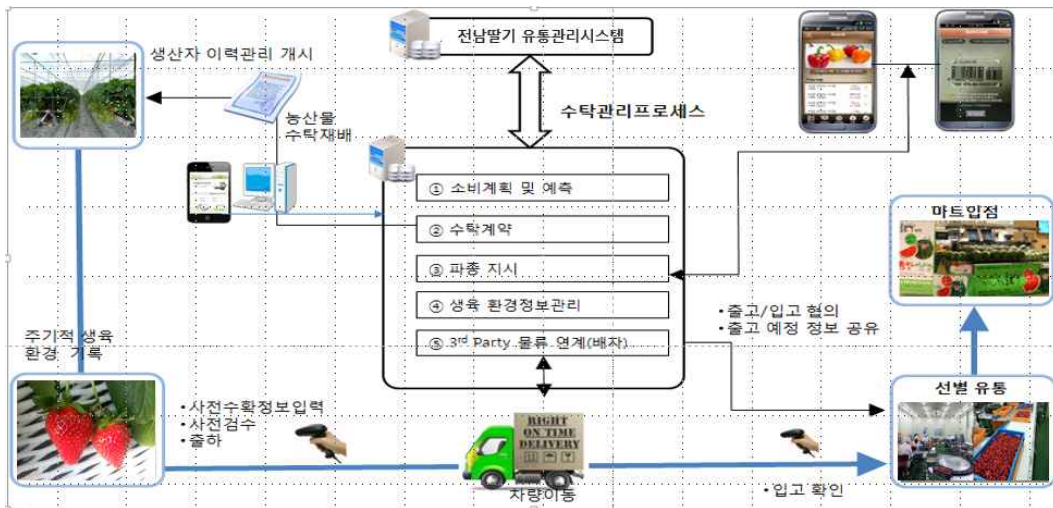 전남딸기 유통관리시스템
생산자 이력관리 개시
농산물
수탁재배
수탁관리프로세스
① 소비계획 및 예측
② 수탁계약
③ 파종 지시
④ 생육 환경정보관리
⑤ 3rd Party 물류 연계(배차)
마트입점
•출고/입고 협의
•출고 예정 정보 공유
주기적 생육
환경 기록
•사전수확정보입력
•사전검수
•출하
RIGHT
ON TIME
DELIVERY
차량이동
선별 유통
•입고 확인